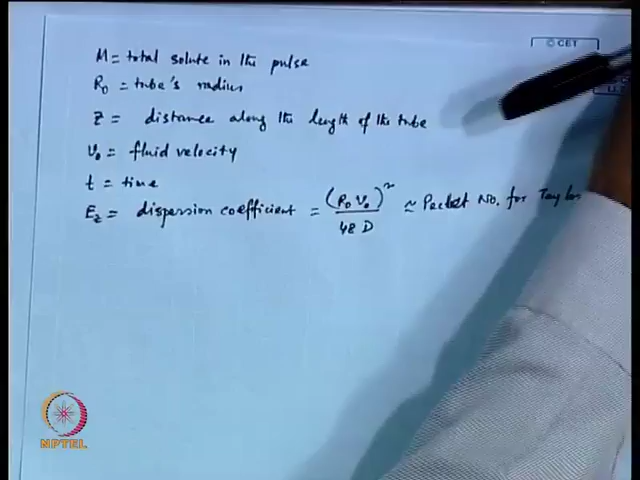 © CET
M = total solute in the pulse
R₀ = tube's radius
z = distance along the length of the tube
v₀ = fluid velocity
t = time
E_z = dispersion coefficient = (R₀ v₀)² / 48 D ≈ Peclet No. for Taylor
NPTEL